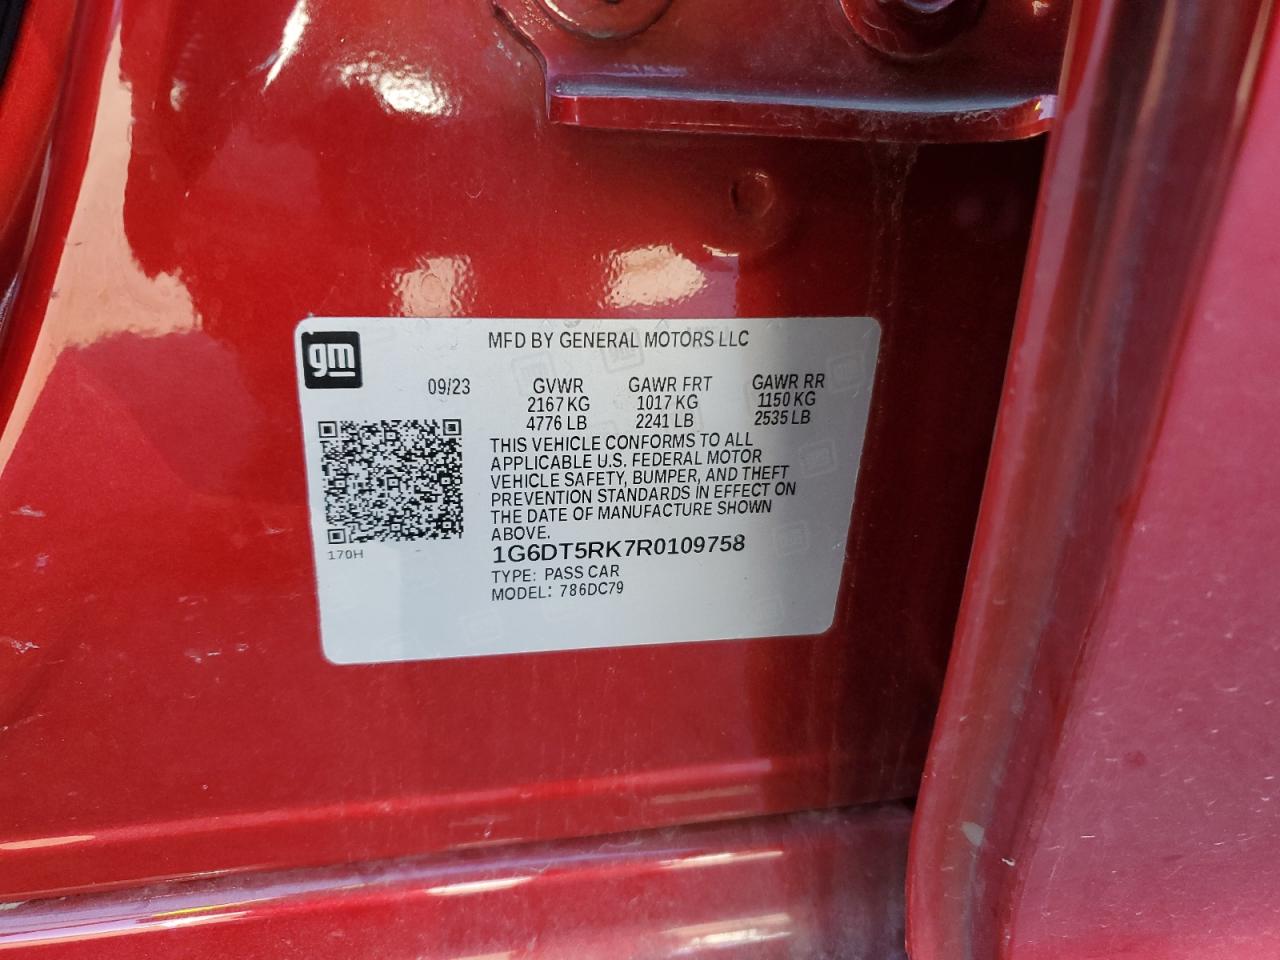 gm
MFD BY GENERAL MOTORS LLC
09/23 GVWR GAWR FRT GAWR RR
2167 KG 1017 KG 1150 KG
4776 LB 2241 LB 2535 LB
THIS VEHICLE CONFORMS TO ALL
APPLICABLE U.S. FEDERAL MOTOR
VEHICLE SAFETY, BUMPER, AND THEFT
PREVENTION STANDARDS IN EFFECT ON
THE DATE OF MANUFACTURE SHOWN
ABOVE.
170H
1G6DT5RK7R0109758
TYPE: PASS CAR
MODEL: 786DC79